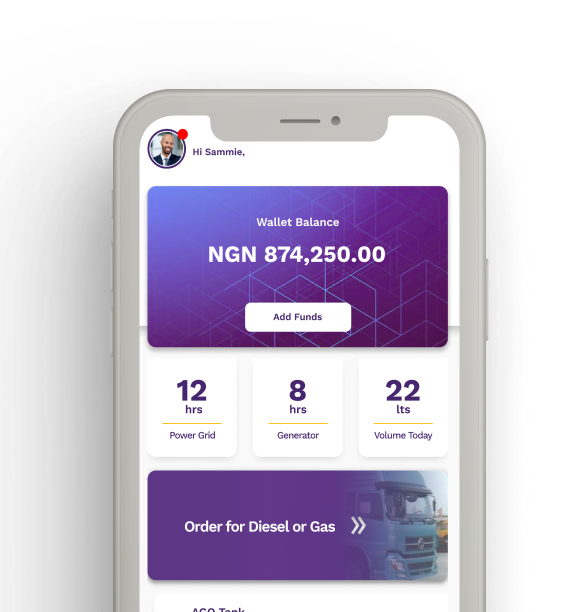 Hi Sammie,
Wallet Balance
NGN 874,250.00
Add Funds
12
hrs
Power Grid
8
hrs
Generator
22
lts
Volume Today
Order for Diesel or Gas
AGO Tank